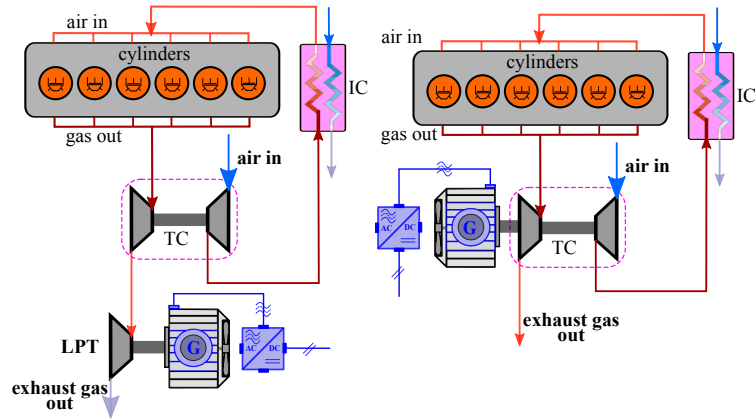 air in
cylinders
IC
gas out
air in
TC
G
AC
DC
LPT
exhaust gas
out
air in
cylinders
IC
gas out
air in
AC
DC
G
TC
exhaust gas
out